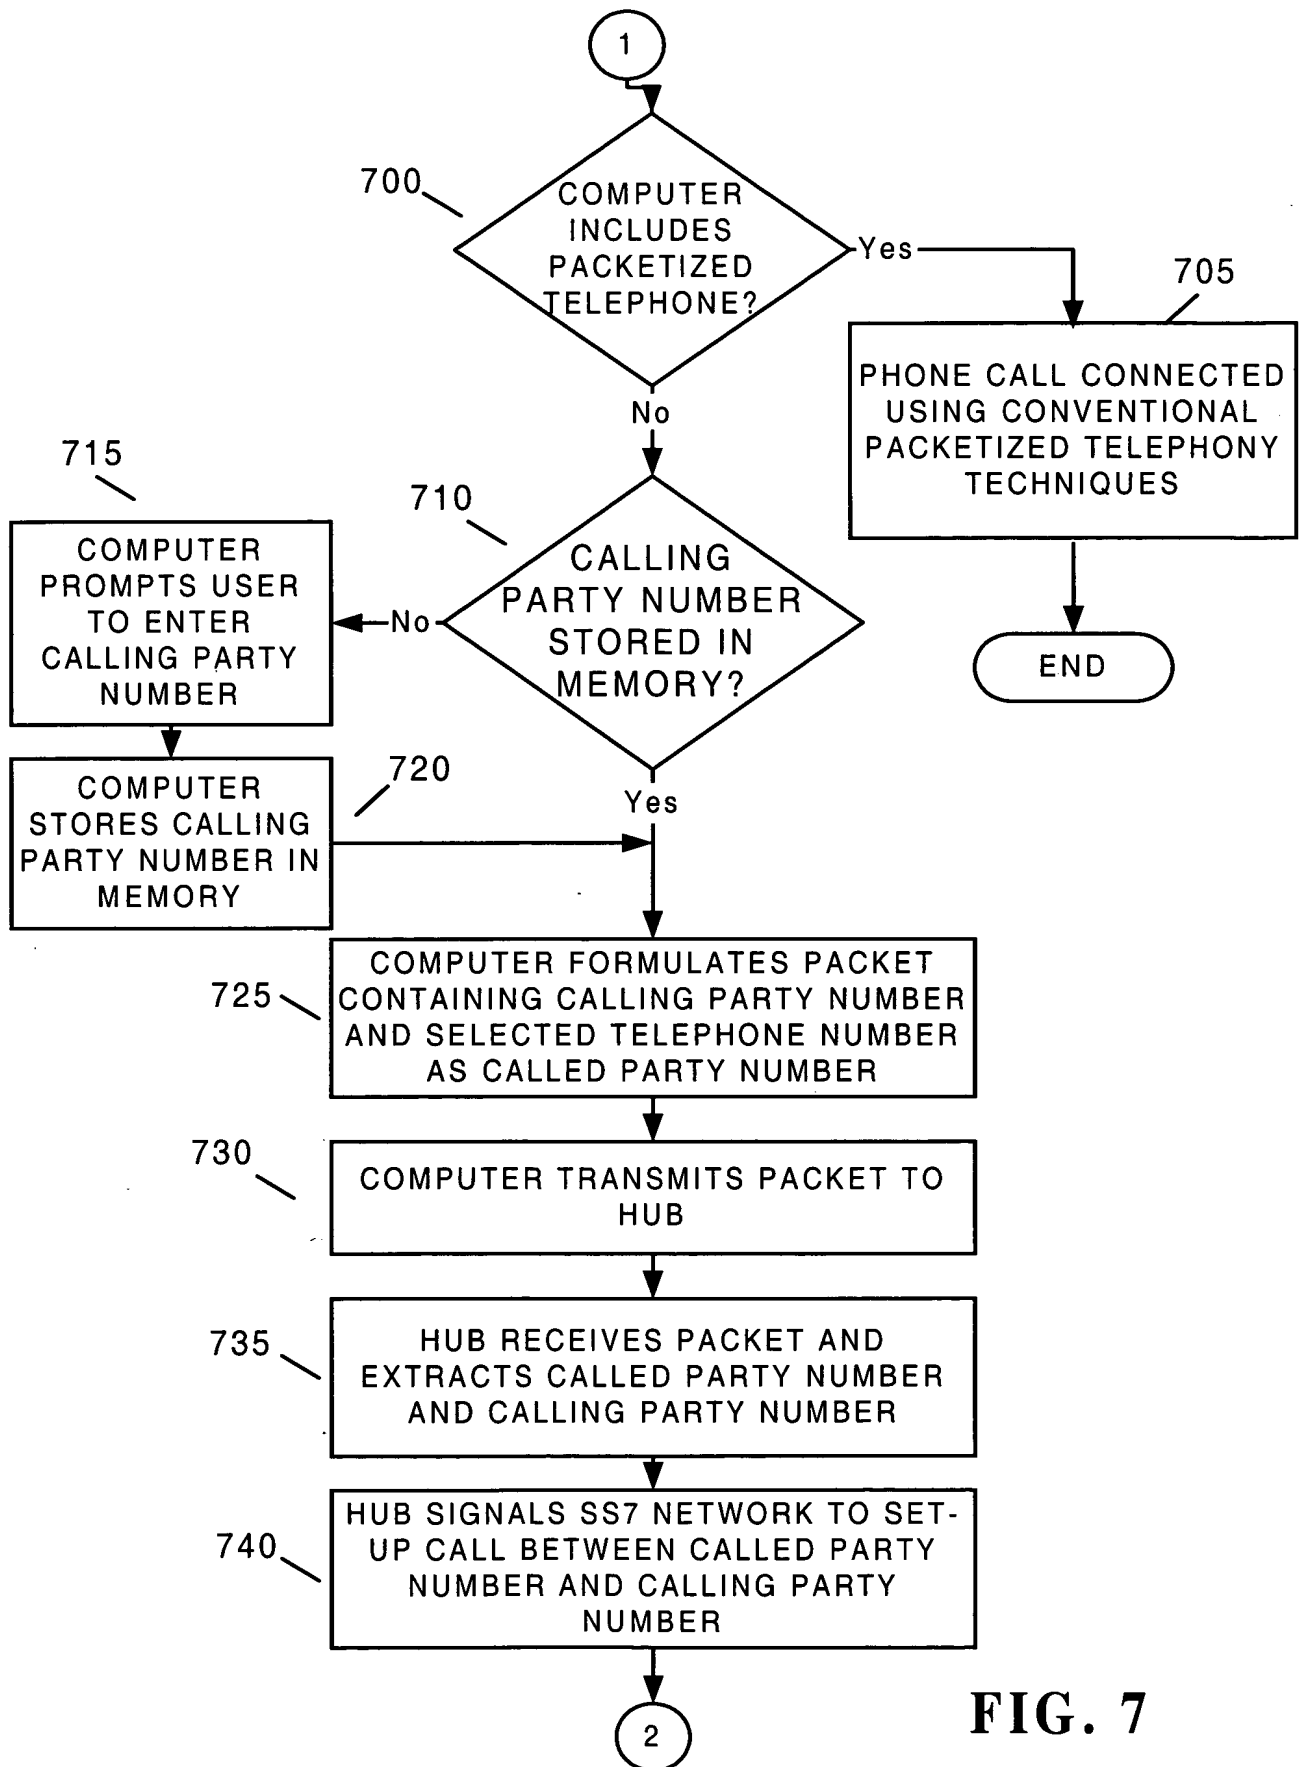 1
700
COMPUTER
INCLUDES
PACKETIZED
TELEPHONE?
Yes
705
PHONE CALL CONNECTED
USING CONVENTIONAL
PACKETIZED TELEPHONY
TECHNIQUES
END
No
710
CALLING
PARTY NUMBER
STORED IN
MEMORY?
No
715
COMPUTER
PROMPTS USER
TO ENTER
CALLING PARTY
NUMBER
720
COMPUTER
STORES CALLING
PARTY NUMBER IN
MEMORY
Yes
725
COMPUTER FORMULATES PACKET
CONTAINING CALLING PARTY NUMBER
AND SELECTED TELEPHONE NUMBER
AS CALLED PARTY NUMBER
730
COMPUTER TRANSMITS PACKET TO
HUB
735
HUB RECEIVES PACKET AND
EXTRACTS CALLED PARTY NUMBER
AND CALLING PARTY NUMBER
740
HUB SIGNALS SS7 NETWORK TO SET-
UP CALL BETWEEN CALLED PARTY
NUMBER AND CALLING PARTY
NUMBER
2
FIG. 7